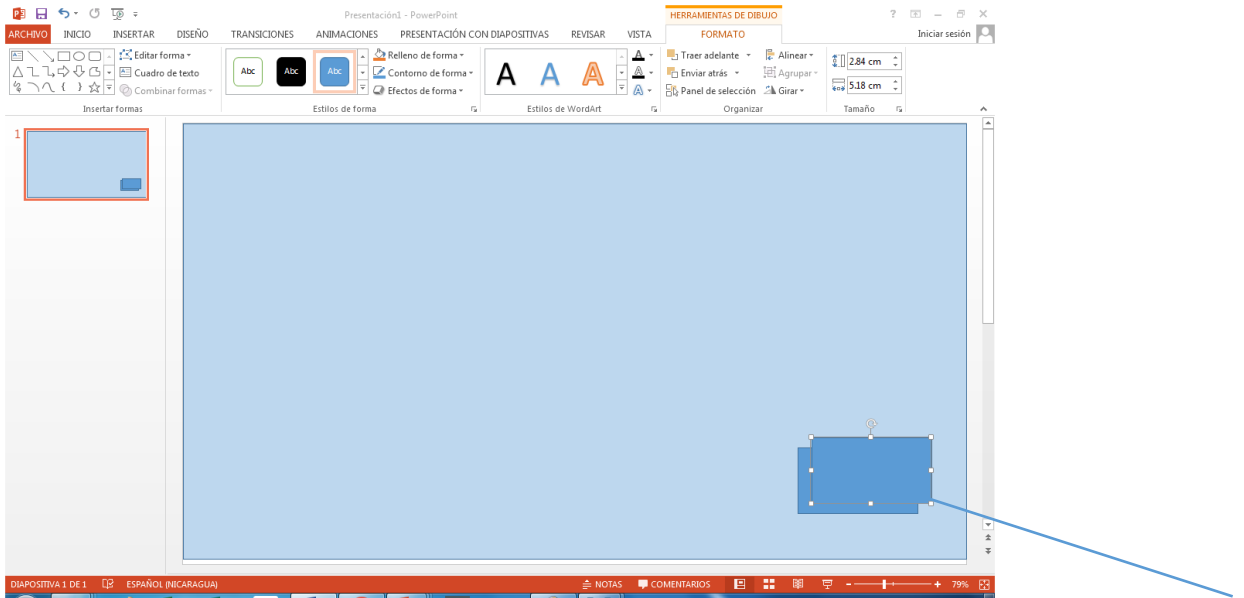 Presentación1 - PowerPoint
HERRAMIENTAS DE DIBUJO
?
ARCHIVO INICIO INSERTAR DISEÑO TRANSICIONES ANIMACIONES PRESENTACIÓN CON DIAPOSITIVAS REVISAR VISTA FORMATO Iniciar sesión
Editar forma
Cuadro de texto
Combinar formas
Insertar formas
Abc Abc Abc
Relleno de forma
Contorno de forma
Efectos de forma
Estilos de forma
A A A
A
A
A
Estilos de WordArt
Traer adelante
Enviar atrás
Panel de selección
Alinear
Agrupar
Girar
Organizar
2.84 cm
5.18 cm
Tamaño
1
DIAPOSITIVA 1 DE 1 ESPAÑOL (NICARAGUA) NOTAS COMENTARIOS - + 79%